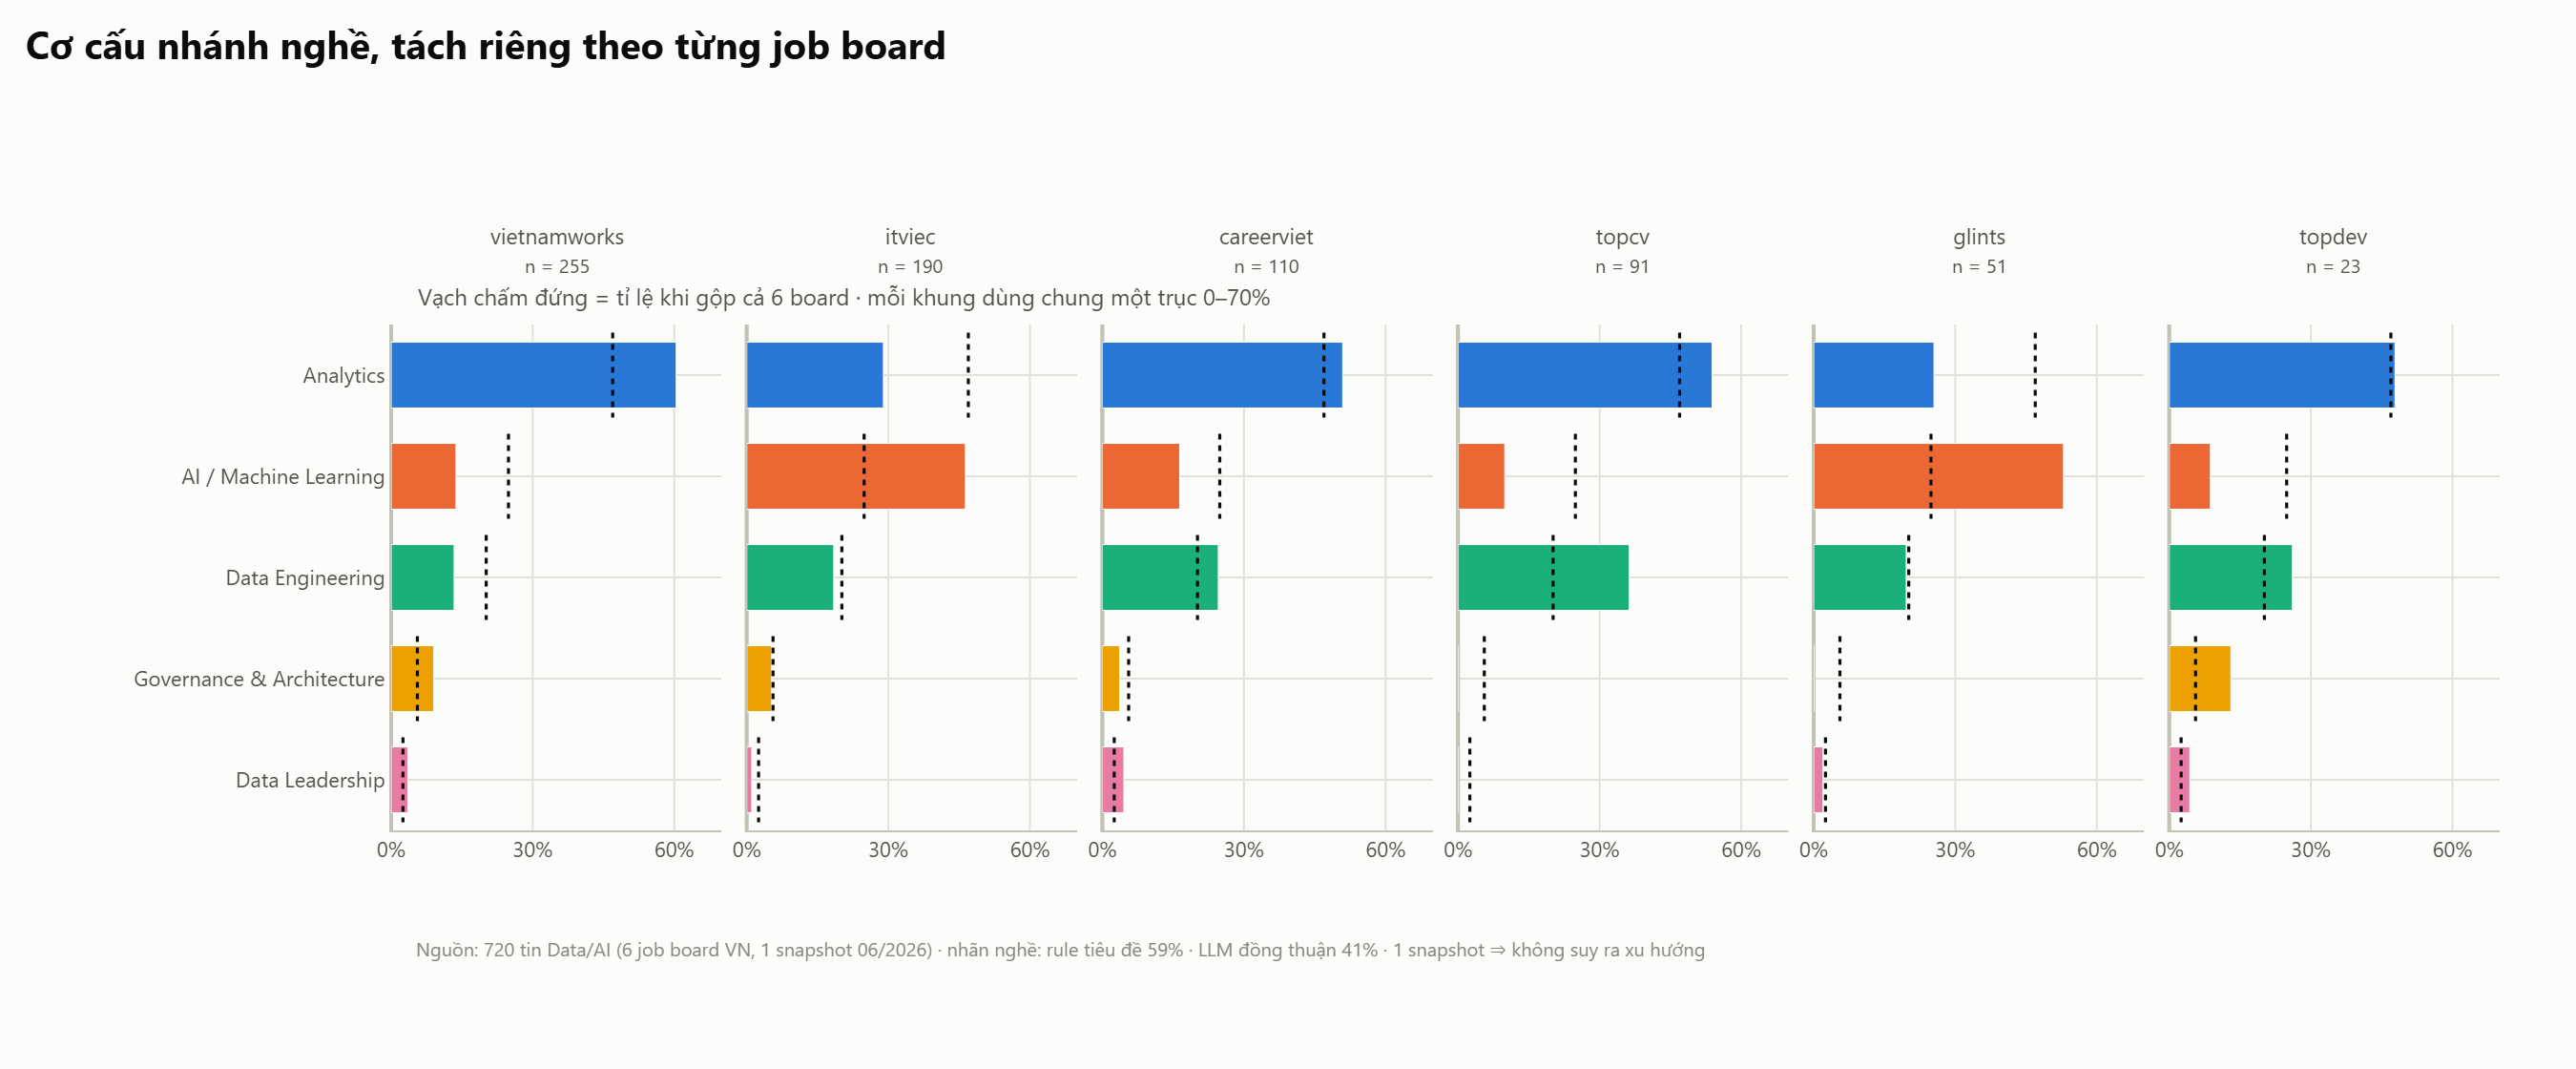 Cơ cấu nhánh nghề, tách riêng theo từng job board
vietnamworks
n = 255
itviec
n = 190
careerviet
n = 110
topcv
n = 91
glints
n = 51
topdev
n = 23
Vạch chấm đứng = tỉ lệ khi gộp cả 6 board · mỗi khung dùng chung một trục 0–70%
Analytics
AI / Machine Learning
Data Engineering
Governance & Architecture
Data Leadership
0% 30% 60%
0% 30% 60%
0% 30% 60%
0% 30% 60%
0% 30% 60%
0% 30% 60%
Nguồn: 720 tin Data/AI (6 job board VN, 1 snapshot 06/2026) · nhãn nghề: rule tiêu đề 59% · LLM đồng thuận 41% · 1 snapshot ⇒ không suy ra xu hướng